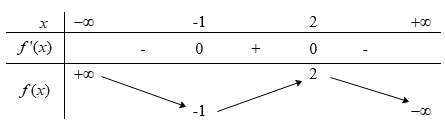 x −∞ -1 2 +∞
f'(x) - 0 + 0 -
+∞ 2
f(x)
-1 −∞